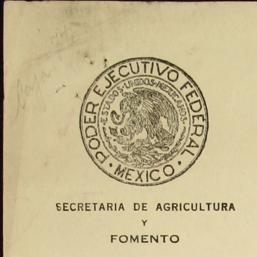 PODER EJECUTIVO FEDERAL
ESTADOS UNIDOS MEXICANOS
MEXICO
SECRETARIA DE AGRICULTURA
Y
FOMENTO